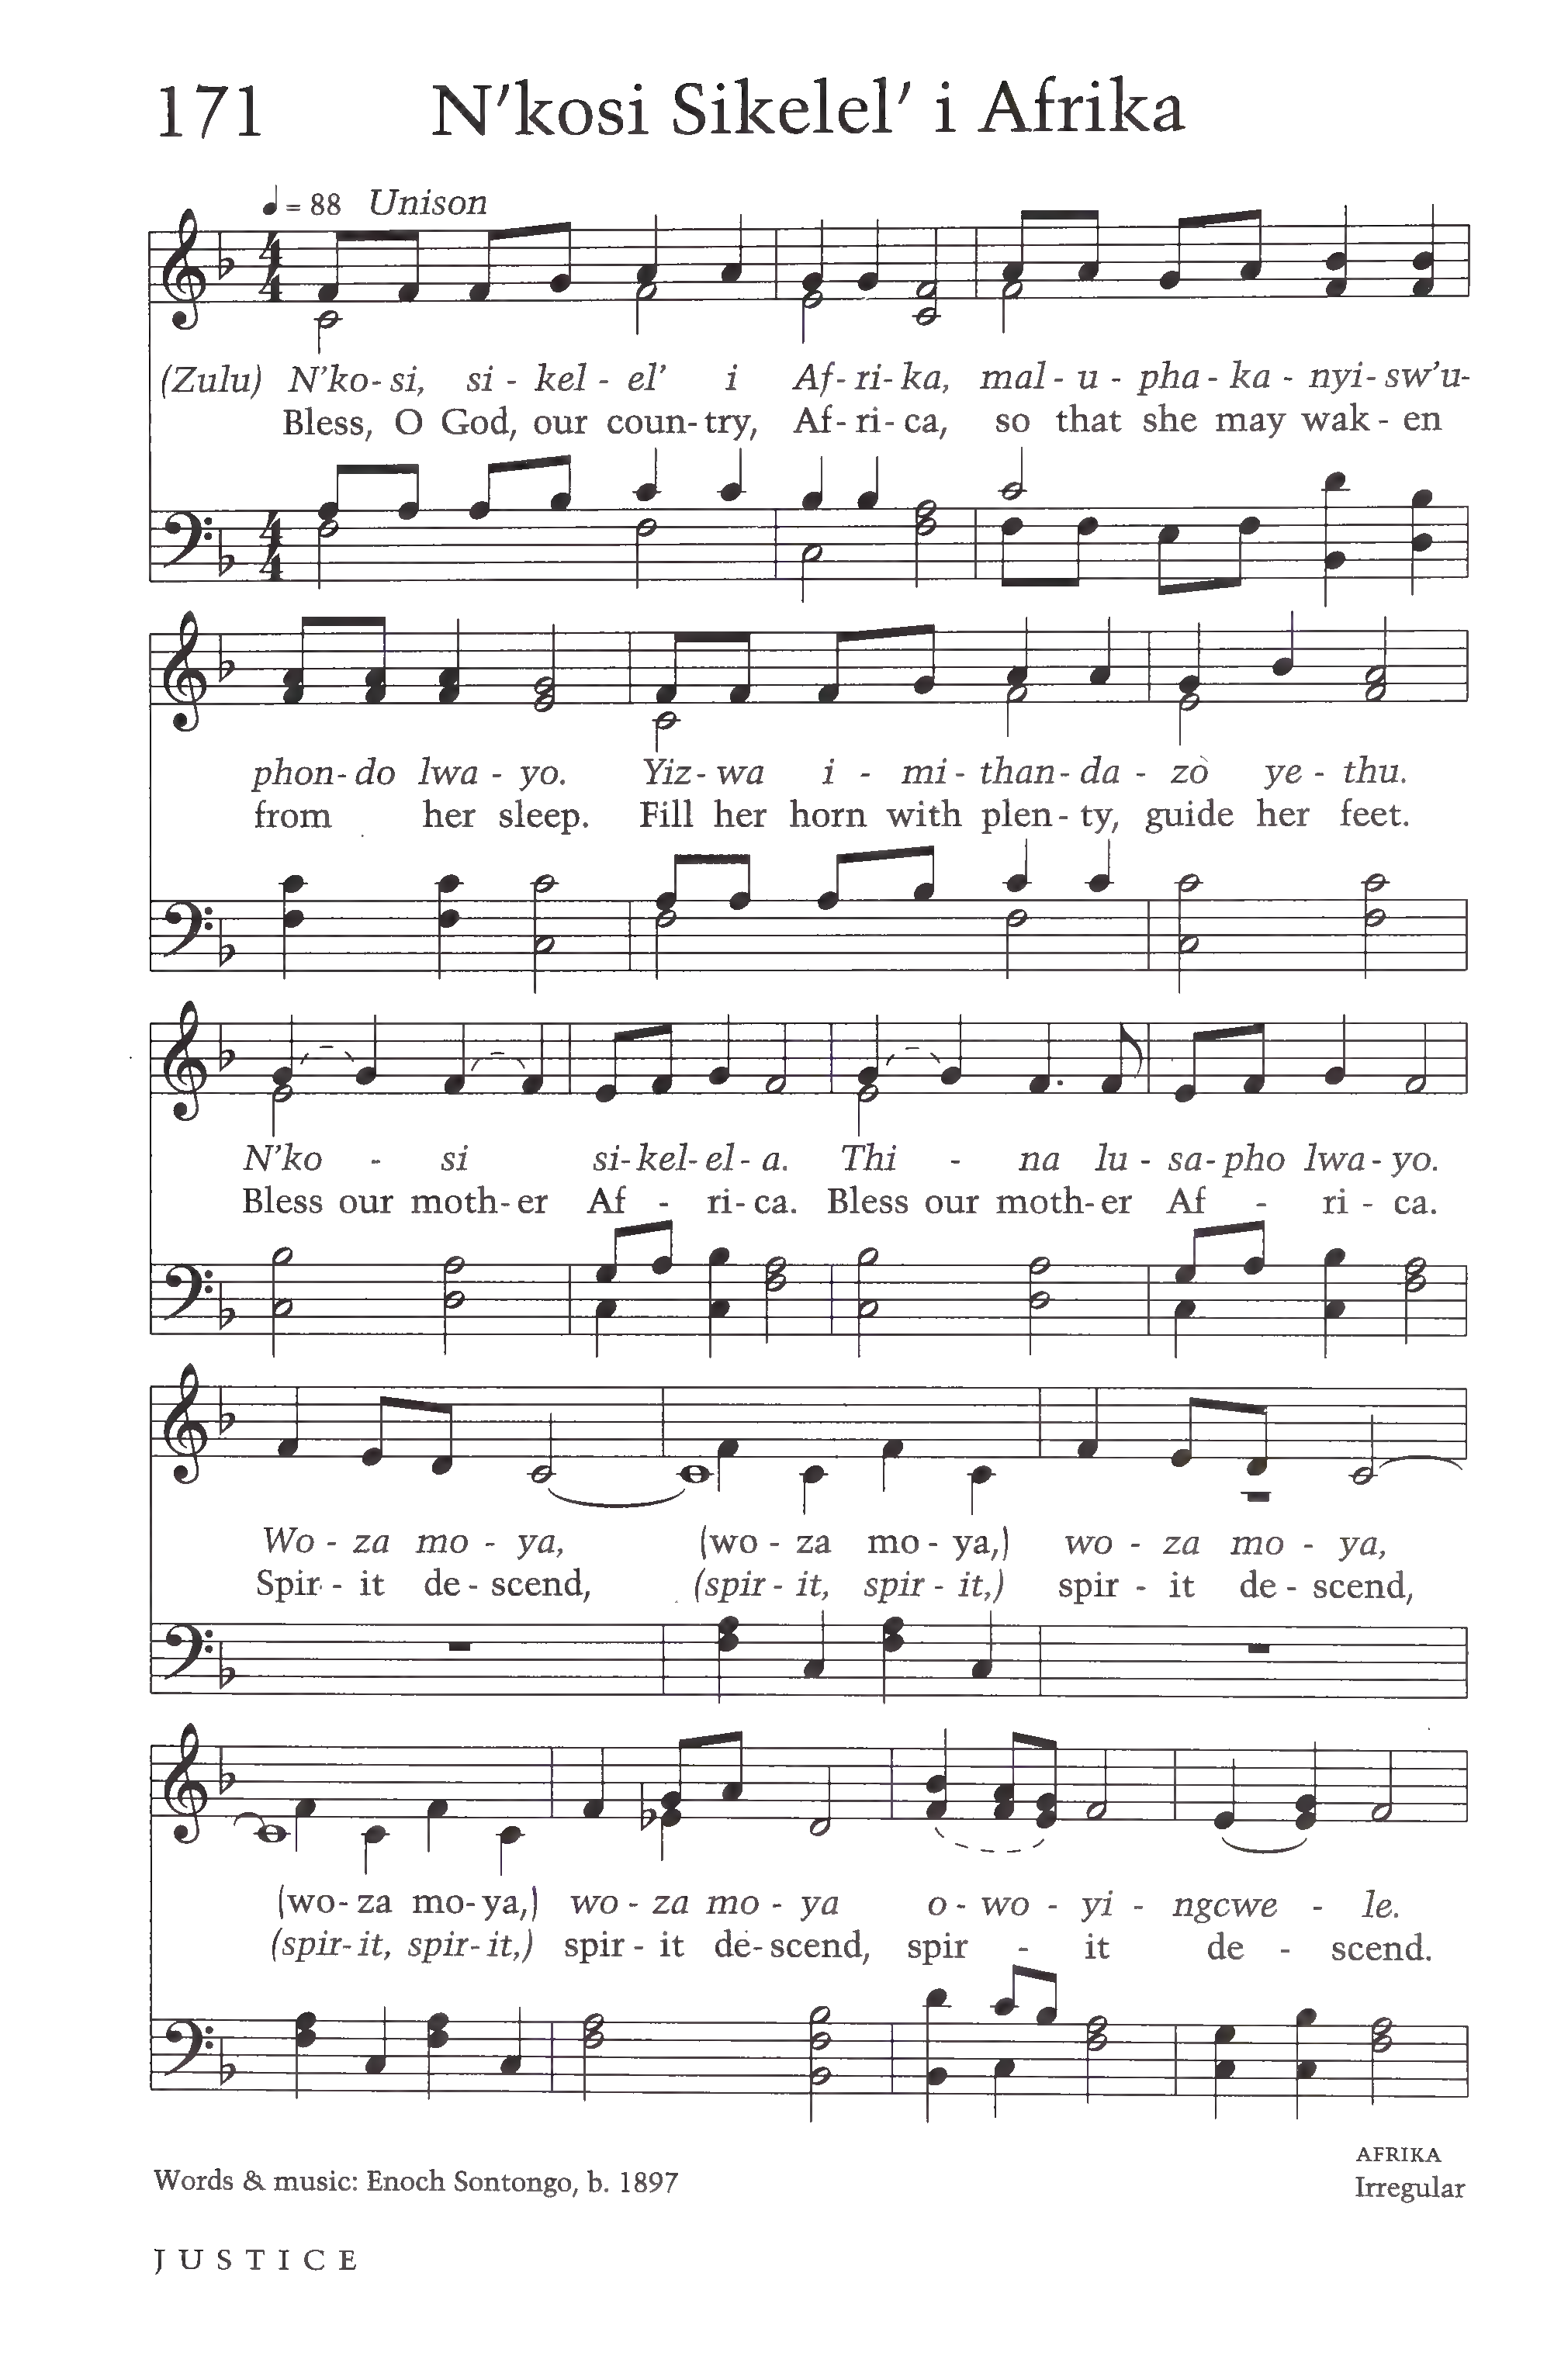 171 N’kosi Sikelel’ i Afrika
= 88 Unison
(Zulu) N’ko- si, si - kel - el’ i Af- ri- ka, mal - u - pha - ka - nyi- sw’u-
Bless, O God, our coun- try, Af- ri- ca, so that she may wak - en
phon- do lwa - yo. Yiz- wa i - mi - than- da - zo ye - thu.
from her sleep. Fill her horn with plen- ty, guide her feet.
N’ko - si si- kel- el- a. Thi - na lu - sa- pho lwa- yo.
Bless our moth- er Af - ri- ca. Bless our moth- er Af - ri - ca.
Wo - za mo - ya, (wo - za mo - ya,) wo - za mo - ya,
Spir - it de - scend, (spir - it, spir - it,) spir - it de - scend,
(wo- za mo- ya,) wo - za mo - ya o - wo - yi - ngcwe - le.
(spir- it, spir- it,) spir - it de- scend, spir - it de - scend.
AFRIKA
Words & music: Enoch Sontongo, b. 1897 Irregular
JUSTICE